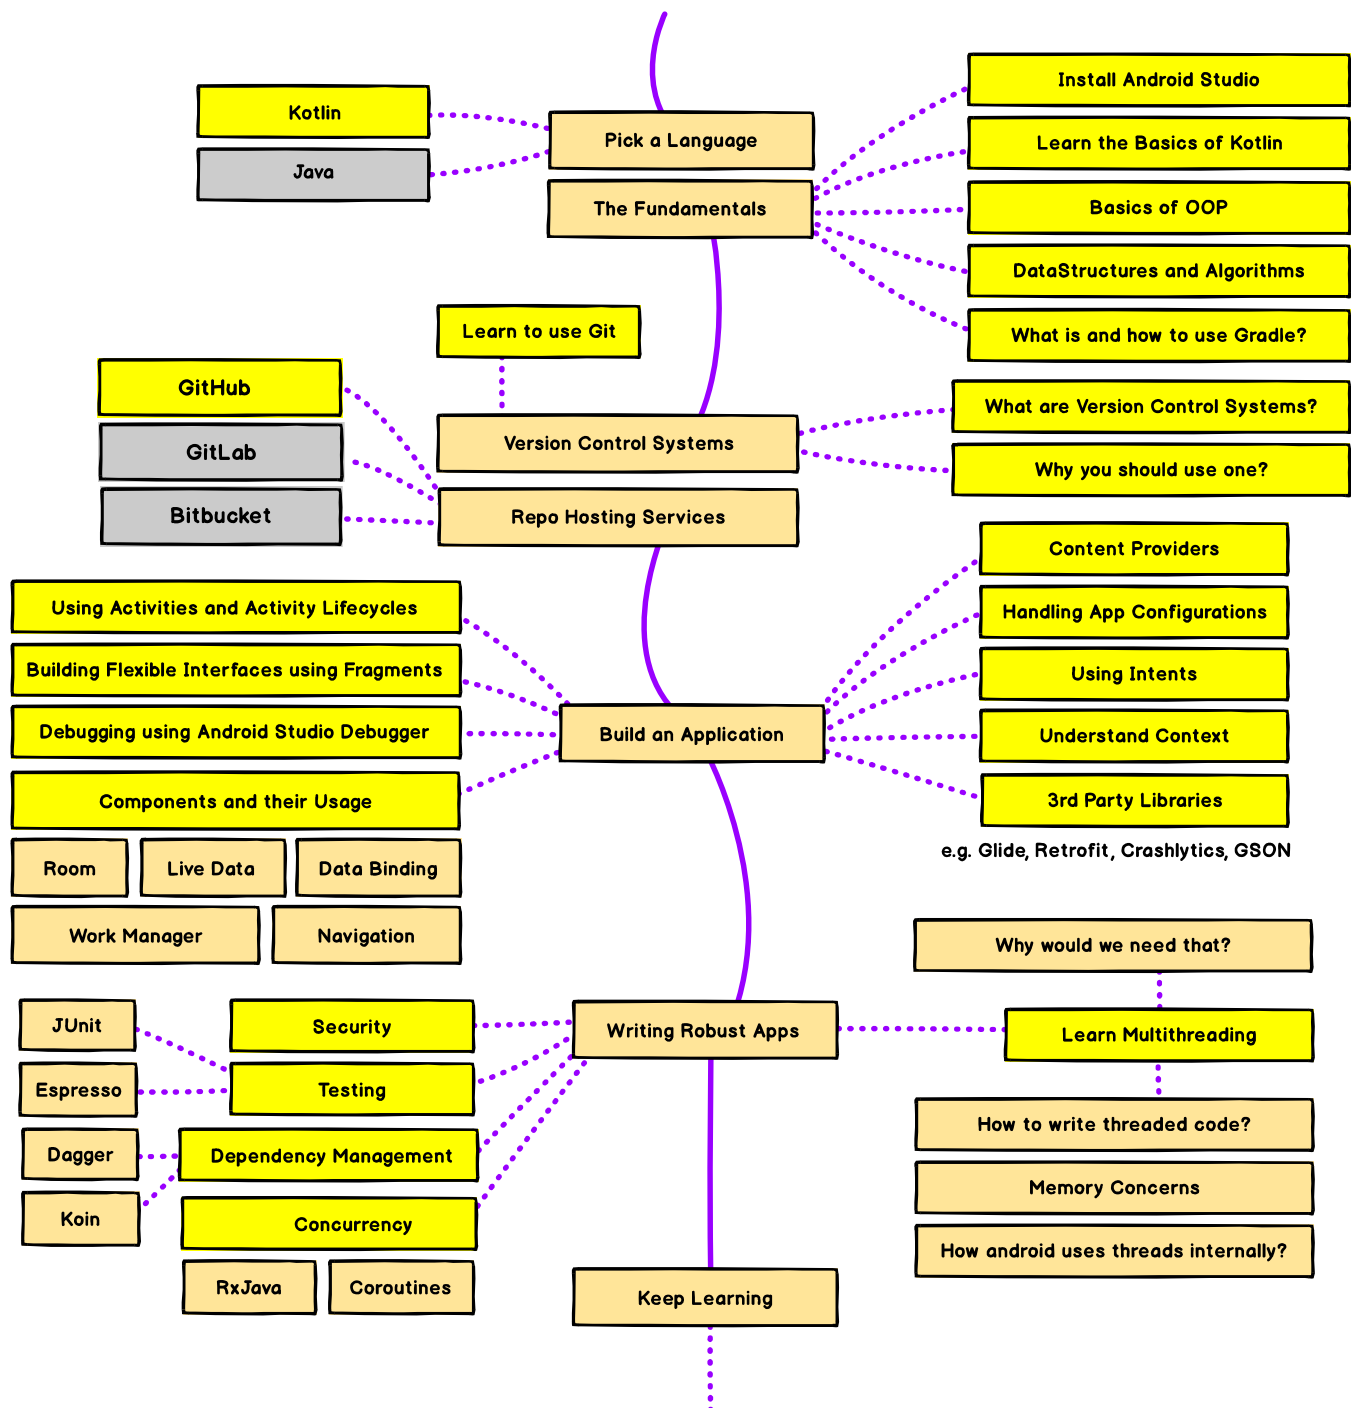 Kotlin
Java
Pick a Language
The Fundamentals
Install Android Studio
Learn the Basics of Kotlin
Basics of OOP
DataStructures and Algorithms
What is and how to use Gradle?
Learn to use Git
GitHub
GitLab
Bitbucket
Version Control Systems
Repo Hosting Services
What are Version Control Systems?
Why you should use one?
Using Activities and Activity Lifecycles
Building Flexible Interfaces using Fragments
Debugging using Android Studio Debugger
Components and their Usage
Room
Live Data
Data Binding
Work Manager
Navigation
Build an Application
Content Providers
Handling App Configurations
Using Intents
Understand Context
3rd Party Libraries
e.g. Glide, Retrofit, Crashlytics, GSON
JUnit
Espresso
Dagger
Koin
Security
Testing
Dependency Management
Concurrency
RxJava
Coroutines
Writing Robust Apps
Why would we need that?
Learn Multithreading
How to write threaded code?
Memory Concerns
How android uses threads internally?
Keep Learning